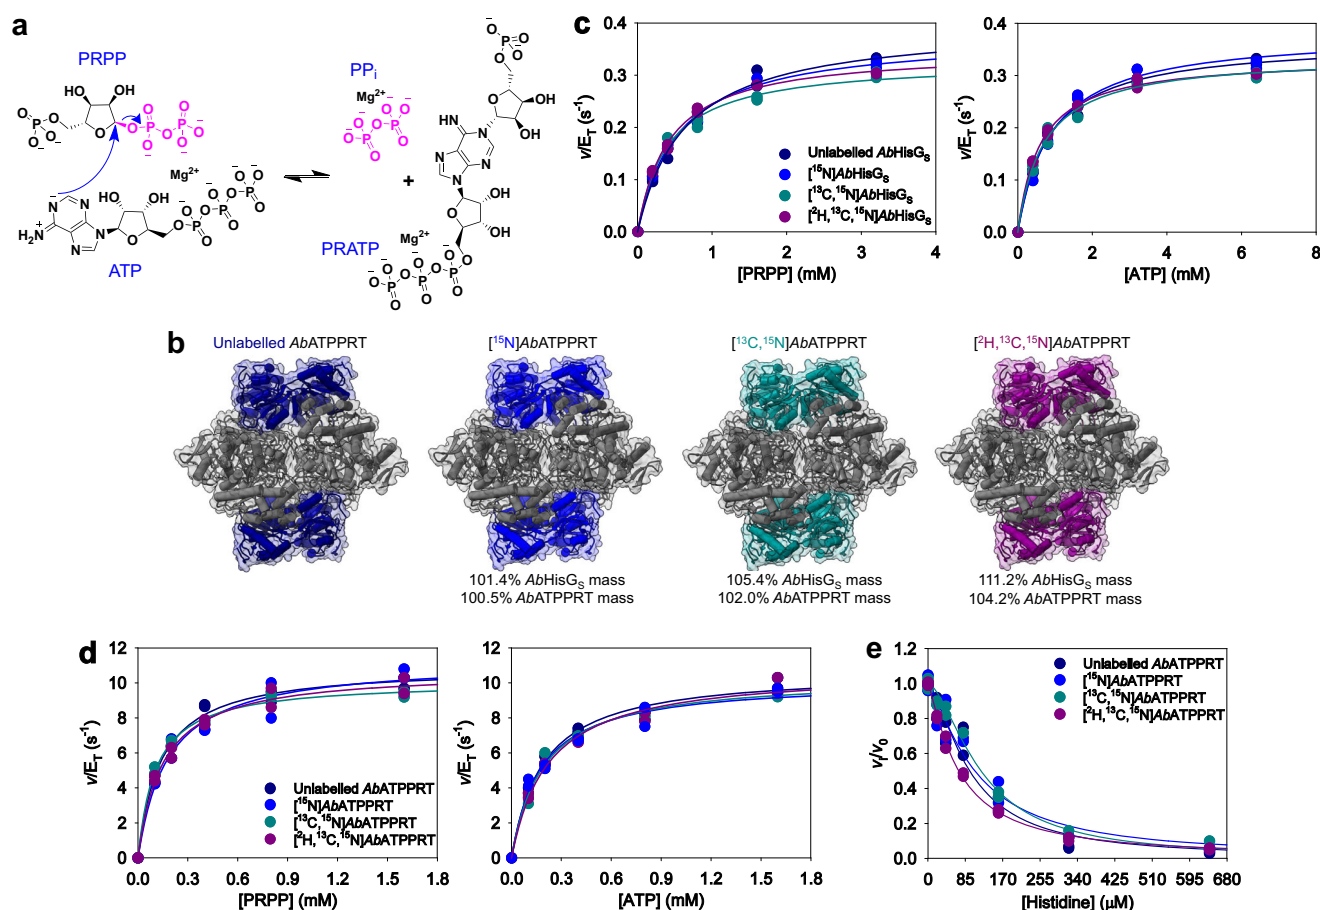 a
PRPP
HO OH
O
P
O⁻
PPᵢ
Mg²⁺
HN
N
OH
+
PRATP
Mg²⁺
Mg²⁺
H₂N
ATP
b
Unlabelled AbATPPRT
[¹⁵N]AbATPPRT
[¹³C,¹⁵N]AbATPPRT
[²H,¹³C,¹⁵N]AbATPPRT
101.4% AbHisGₛ mass
100.5% AbATPPRT mass
105.4% AbHisGₛ mass
102.0% AbATPPRT mass
111.2% AbHisGₛ mass
104.2% AbATPPRT mass
c
v/Eᴛ (s⁻¹)
0.4
0.3
0.2
0.1
0.0
Unlabelled AbHisGₛ
[¹⁵N]AbHisGₛ
[¹³C,¹⁵N]AbHisGₛ
[²H,¹³C,¹⁵N]AbHisGₛ
0 1 2 3 4
[PRPP] (mM)
v/Eᴛ (s⁻¹)
0.4
0.3
0.2
0.1
0.0
0 2 4 6 8
[ATP] (mM)
d
v/Eᴛ (s⁻¹)
12
10
8
6
4
2
0
Unlabelled AbATPPRT
[¹⁵N]AbATPPRT
[¹³C,¹⁵N]AbATPPRT
[²H,¹³C,¹⁵N]AbATPPRT
0.0 0.3 0.6 0.9 1.2 1.5 1.8
[PRPP] (mM)
v/Eᴛ (s⁻¹)
12
10
8
6
4
2
0
0.0 0.3 0.6 0.9 1.2 1.5 1.8
[ATP] (mM)
e
vᵢ/v₀
1.2
1.0
0.8
0.6
0.4
0.2
0.0
Unlabelled AbATPPRT
[¹⁵N]AbATPPRT
[¹³C,¹⁵N]AbATPPRT
[²H,¹³C,¹⁵N]AbATPPRT
0 85 170 255 340 425 510 595 680
[Histidine] (µM)